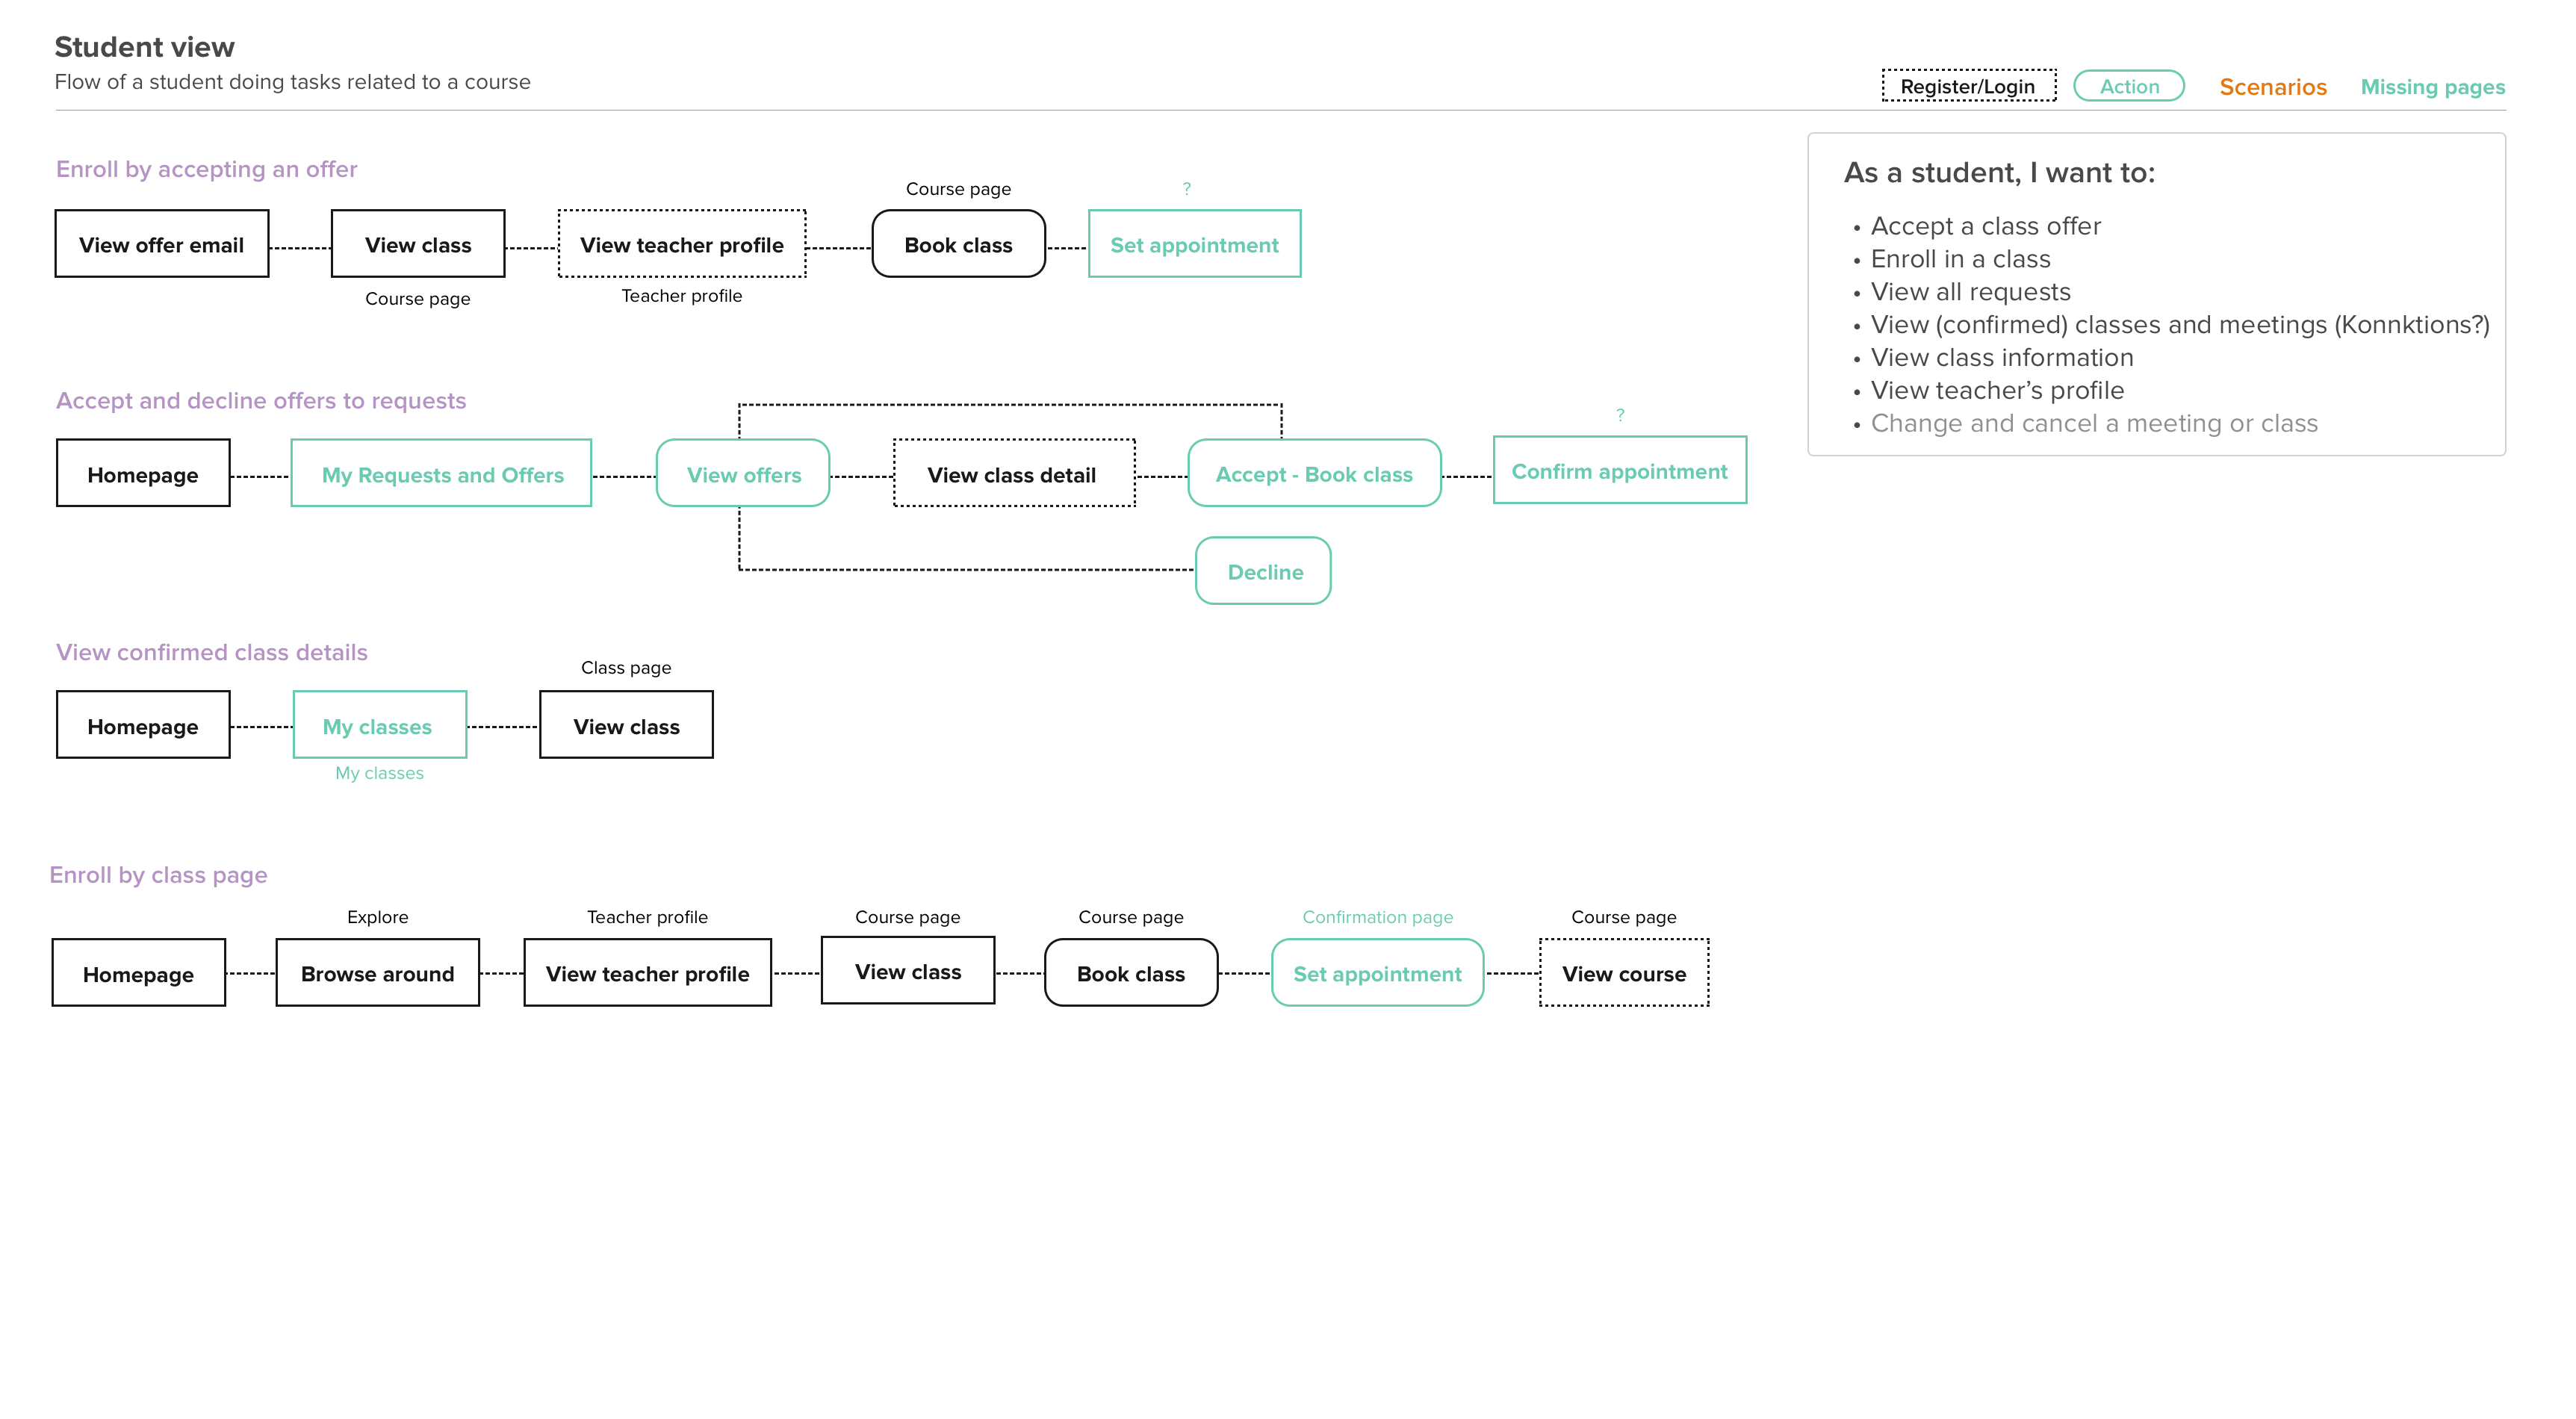 Student view
Flow of a student doing tasks related to a course
Register/Login
Action
Scenarios
Missing pages
As a student, I want to:
• Accept a class offer
• Enroll in a class
• View all requests
• View (confirmed) classes and meetings (Konnktions?)
• View class information
• View teacher’s profile
• Change and cancel a meeting or class
Enroll by accepting an offer
Course page
?
View offer email
View class
View teacher profile
Book class
Set appointment
Course page
Teacher profile
Accept and decline offers to requests
?
Homepage
My Requests and Offers
View offers
View class detail
Accept - Book class
Confirm appointment
Decline
View confirmed class details
Class page
Homepage
My classes
View class
My classes
Enroll by class page
Explore
Teacher profile
Course page
Course page
Confirmation page
Course page
Homepage
Browse around
View teacher profile
View class
Book class
Set appointment
View course